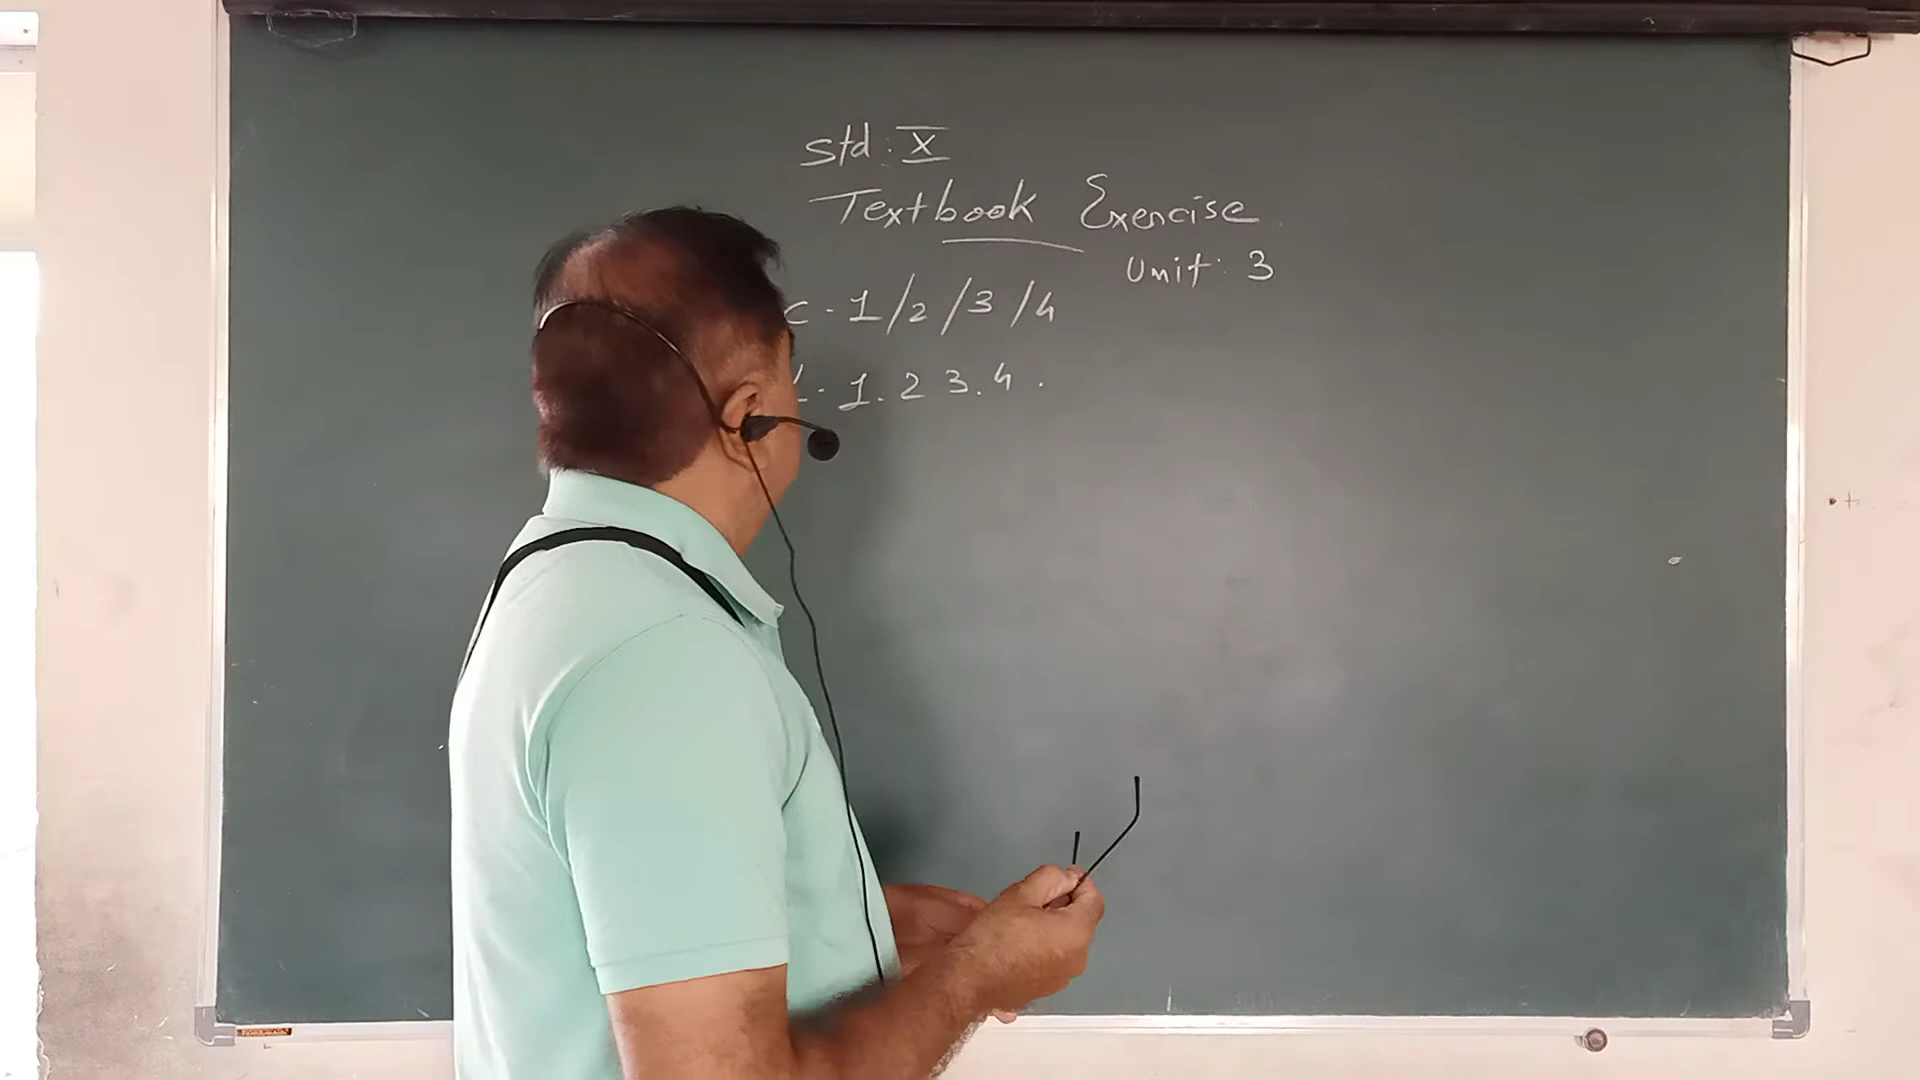 Std: X
Textbook Exercise
Unit: 3
c - 1/2/3/4
1. 2 3. 4.